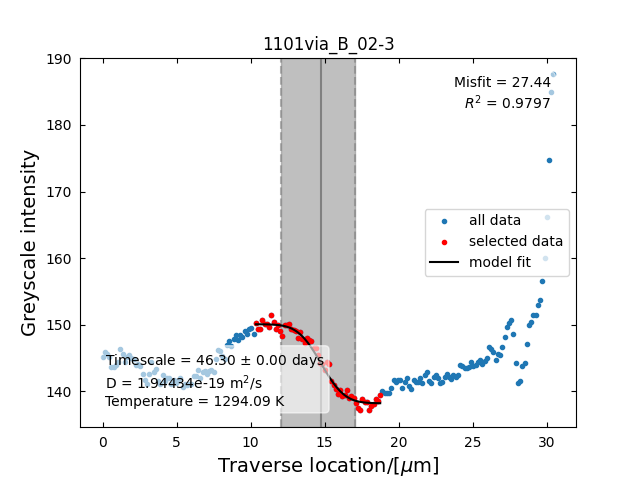 1101via_B_02-3
Misfit = 27.44
R² = 0.9797
190
180
170
160
150
140
Greyscale intensity
all data
selected data
model fit
Timescale = 46.30 ± 0.00 days
D = 1.94434e-19 m²/s
Temperature = 1294.09 K
0 5 10 15 20 25 30
Traverse location/[μm]